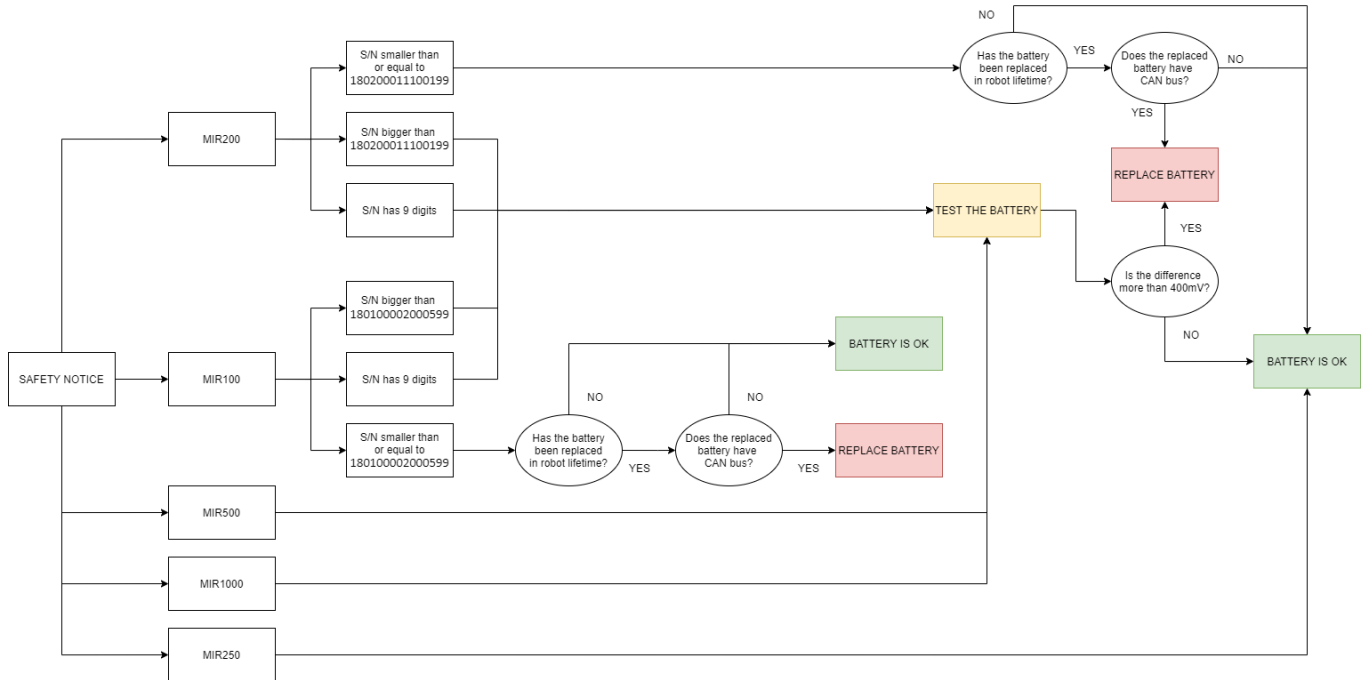 NO
S/N smaller than
or equal to
180200011100199
Has the battery
been replaced
in robot lifetime?
YES
Does the replaced
battery have
CAN bus?
NO
YES
MIR200
S/N bigger than
180200011100199
REPLACE BATTERY
S/N has 9 digits
TEST THE BATTERY
YES
Is the difference
more than 400mV?
NO
BATTERY IS OK
S/N bigger than
180100002000599
BATTERY IS OK
SAFETY NOTICE
MIR100
S/N has 9 digits
NO
NO
S/N smaller than
or equal to
180100002000599
Has the battery
been replaced
in robot lifetime?
YES
Does the replaced
battery have
CAN bus?
YES
REPLACE BATTERY
MIR500
MIR1000
MIR250